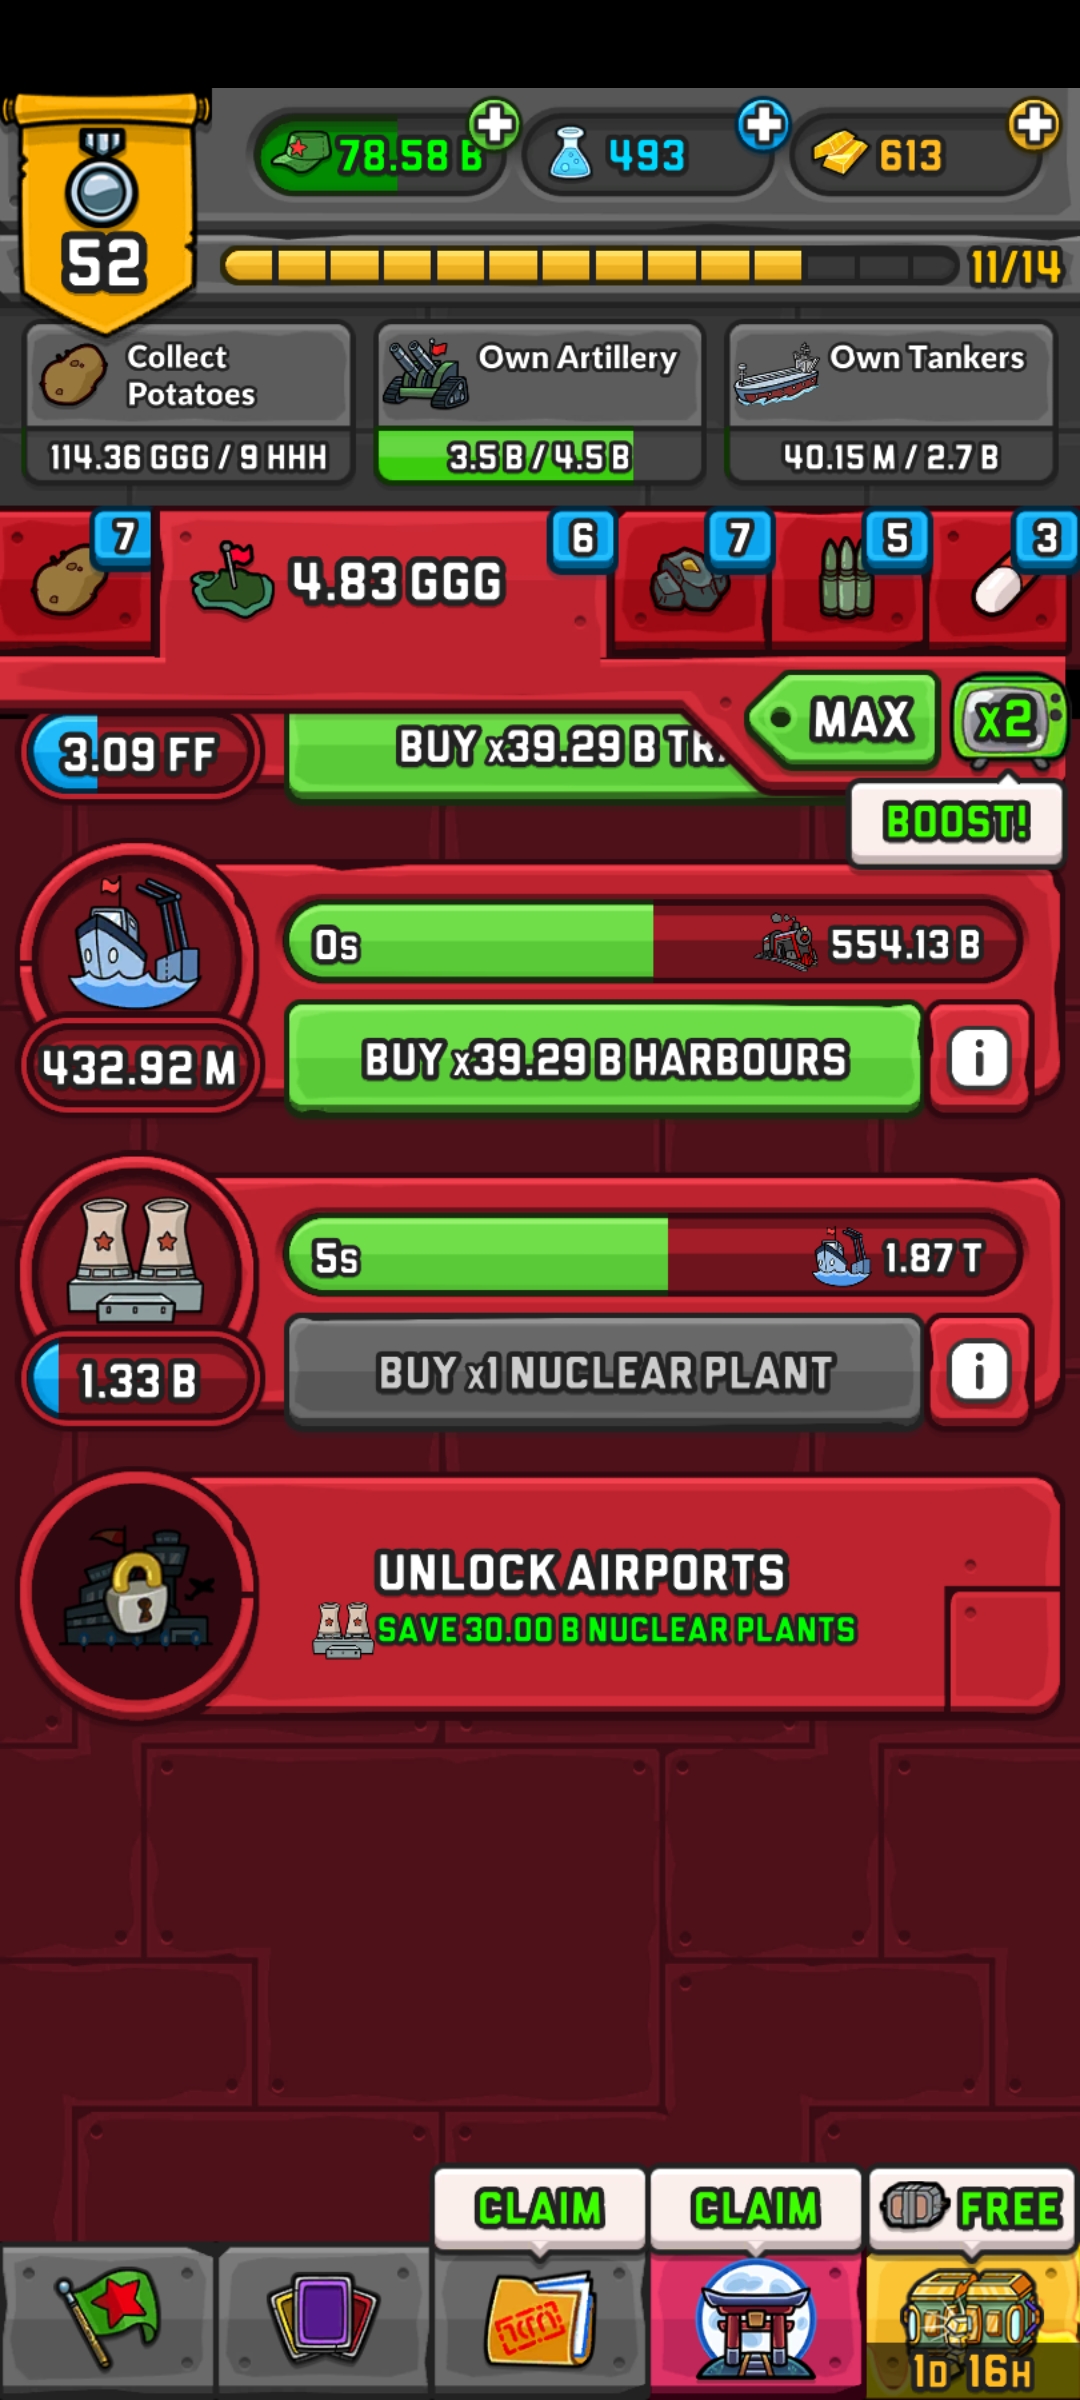 78.58 B
493
613
52
11/14
Collect
Potatoes
114.36 GGG / 9 HHH
Own Artillery
3.5 B / 4.5 B
Own Tankers
40.15 M / 2.7 B
7
4.83 GGG
6
7
5
3
MAX
x2
BOOST!
3.09 FF
BUY x39.29 B
0s
554.13 B
432.92 M
BUY x39.29 B HARBOURS
i
5s
1.87 T
1.33 B
BUY x1 NUCLEAR PLANT
i
UNLOCK AIRPORTS
SAVE 30.00 B NUCLEAR PLANTS
CLAIM
CLAIM
FREE
1D 16H